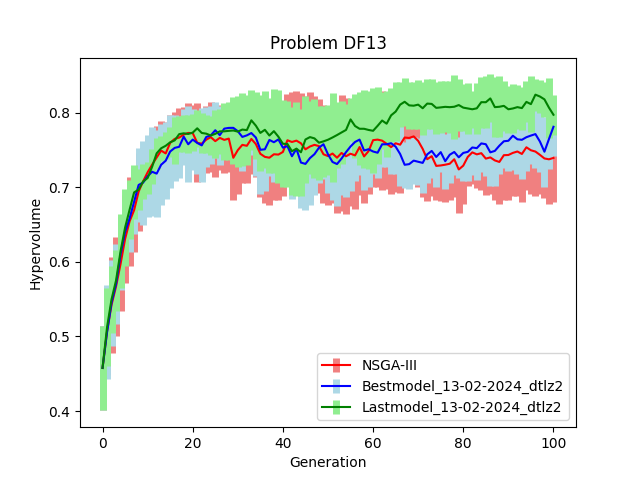 Problem DF13
Hypervolume
0.8
0.7
0.6
0.5
0.4
NSGA-III
Bestmodel_13-02-2024_dtlz2
Lastmodel_13-02-2024_dtlz2
0 20 40 60 80 100
Generation